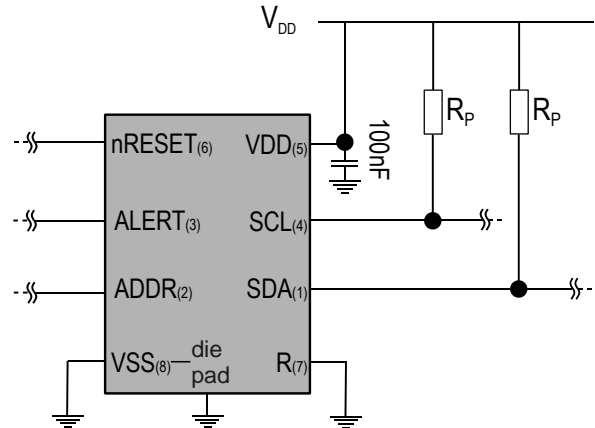 VDD
RP
RP
100nF
nRESET(6)
VDD(5)
ALERT(3)
SCL(4)
ADDR(2)
SDA(1)
VSS(8)
die
pad
R(7)